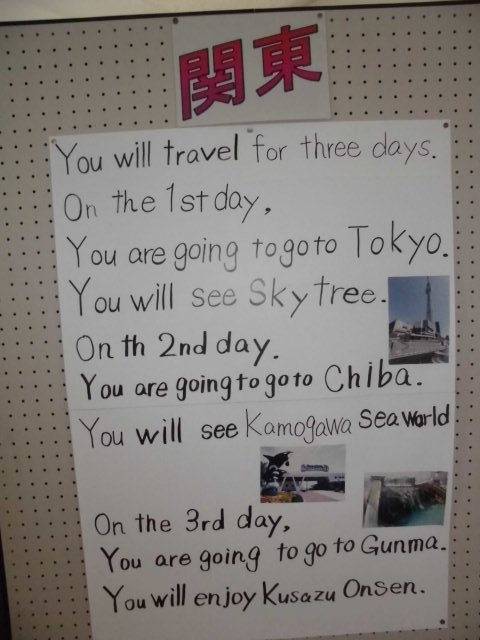 関東
You will travel for three days.
On the 1st day,
You are going to go to Tokyo.
You will see Sky tree.
On th 2nd day.
You are going to go to Chiba.
You will see Kamogawa Sea world
On the 3rd day,
You are going to go to Gunma.
You will enjoy Kusazu Onsen.